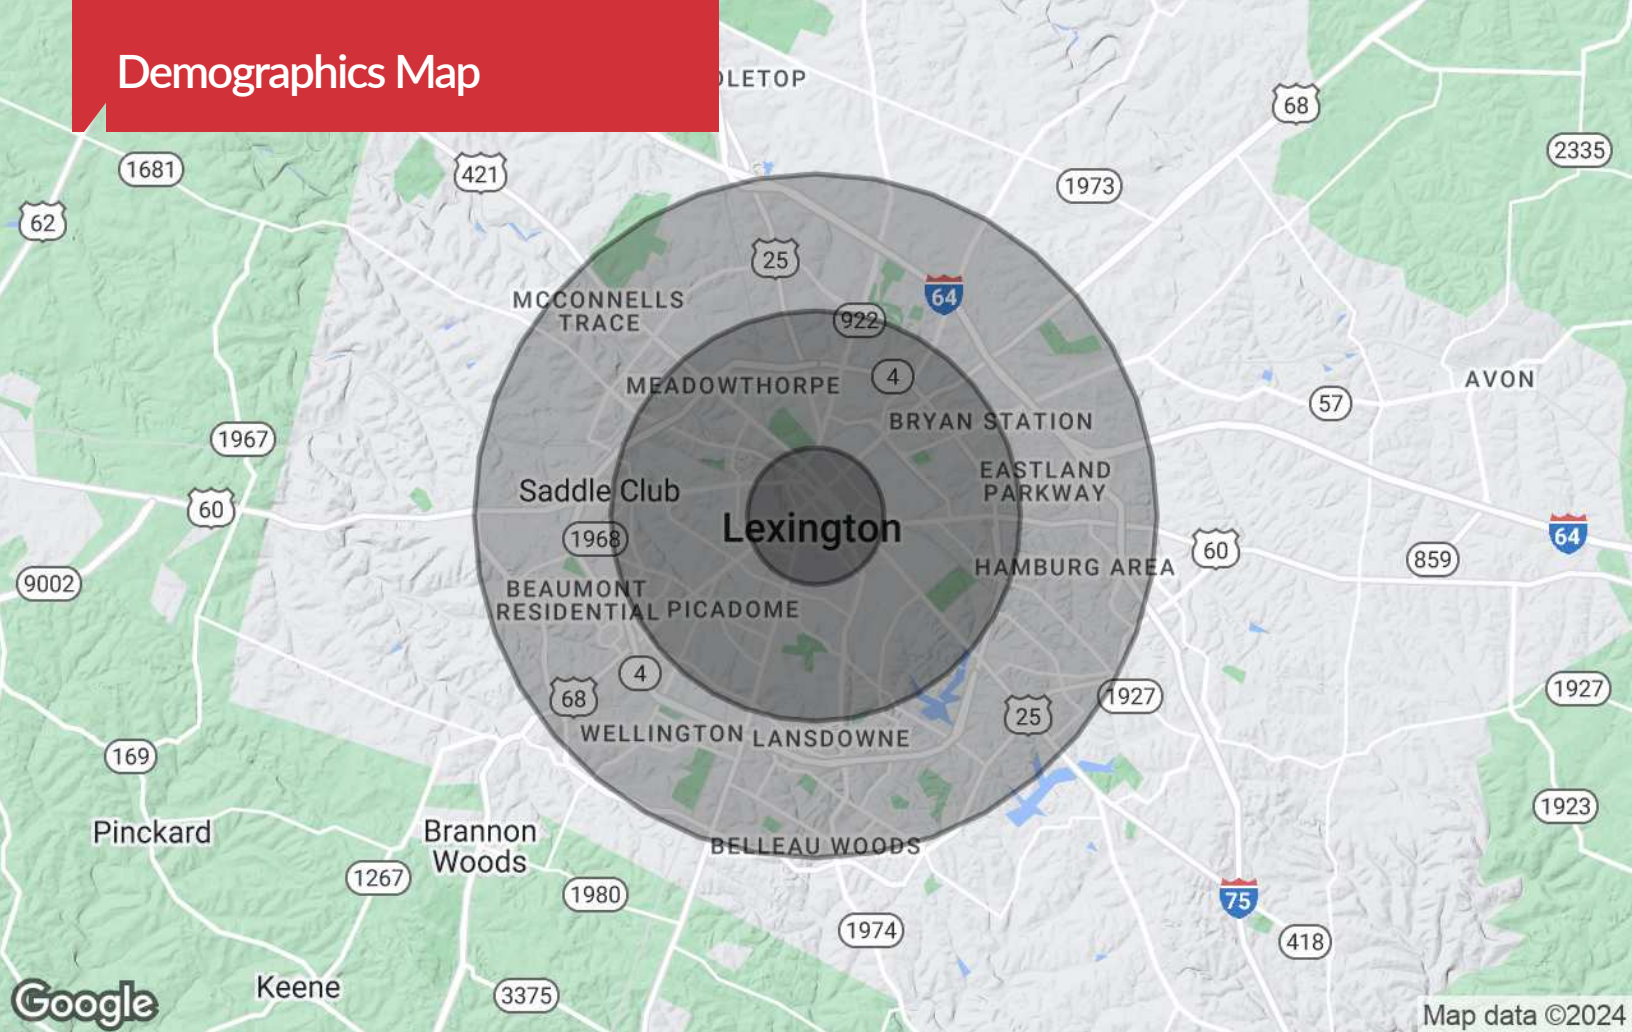 Demographics Map
DLETOP
68
2335
1681
421
1973
62
25
64
MCCONNELLS
TRACE
922
4
MEADOWTHORPE
AVON
57
BRYAN STATION
1967
EASTLAND
PARKWAY
Saddle Club
60
Lexington
1968
64
60
859
HAMBURG AREA
9002
BEAUMONT
RESIDENTIAL
PICADOME
4
68
1927
1927
25
WELLINGTON
LANSDOWNE
169
1923
Pinckard
Brannon
Woods
BELLEAU WOODS
1267
1980
75
1974
418
Keene
3375
Google
Map data ©2024